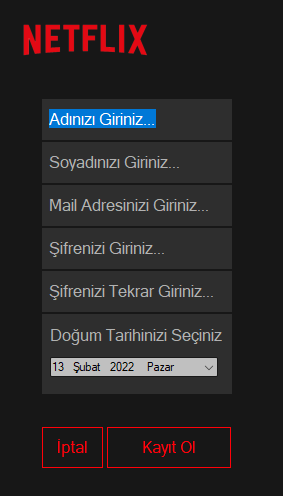 NETFLIX
Adınızı Giriniz...
Soyadınızı Giriniz...
Mail Adresinizi Giriniz...
Şifrenizi Giriniz...
Şifrenizi Tekrar Giriniz...
Doğum Tarihinizi Seçiniz
13 Şubat 2022 Pazar
İptal Kayıt Ol